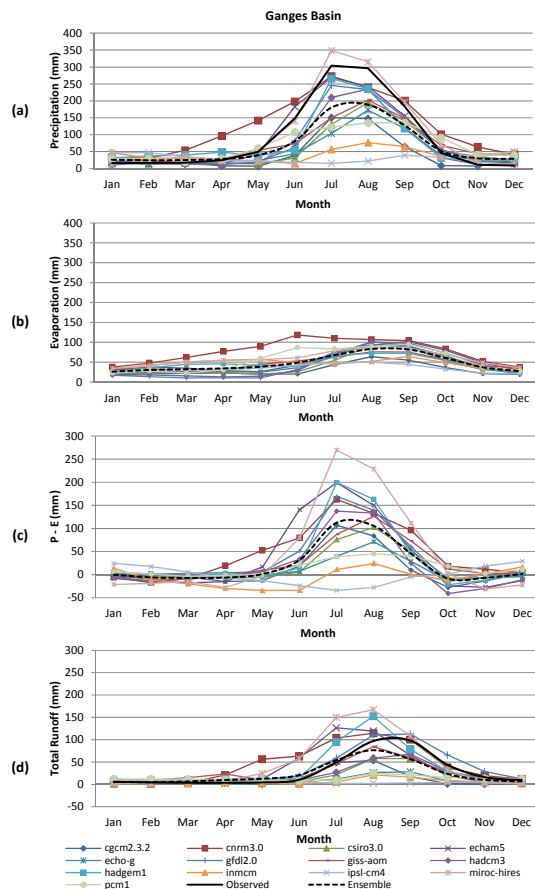 Ganges Basin
(a)
Precipitation (mm)
400
350
300
250
200
150
100
50
0
Jan Feb Mar Apr May Jun Jul Aug Sep Oct Nov Dec
Month
(b)
Evaporation (mm)
400
350
300
250
200
150
100
50
0
Jan Feb Mar Apr May Jun Jul Aug Sep Oct Nov Dec
Month
(c)
P - E (mm)
300
250
200
150
100
50
0
-50
Jan Feb Mar Apr May Jun Jul Aug Sep Oct Nov Dec
Month
(d)
Total Runoff (mm)
300
250
200
150
100
50
0
-50
Jan Feb Mar Apr May Jun Jul Aug Sep Oct Nov Dec
Month
cgcm2.3.2 cnrm3.0 csiro3.0 echam5
echo-g gfdl2.0 giss-aom hadcm3
hadgem1 inmcm ipsl-cm4 miroc-hires
pcm1 Observed Ensemble